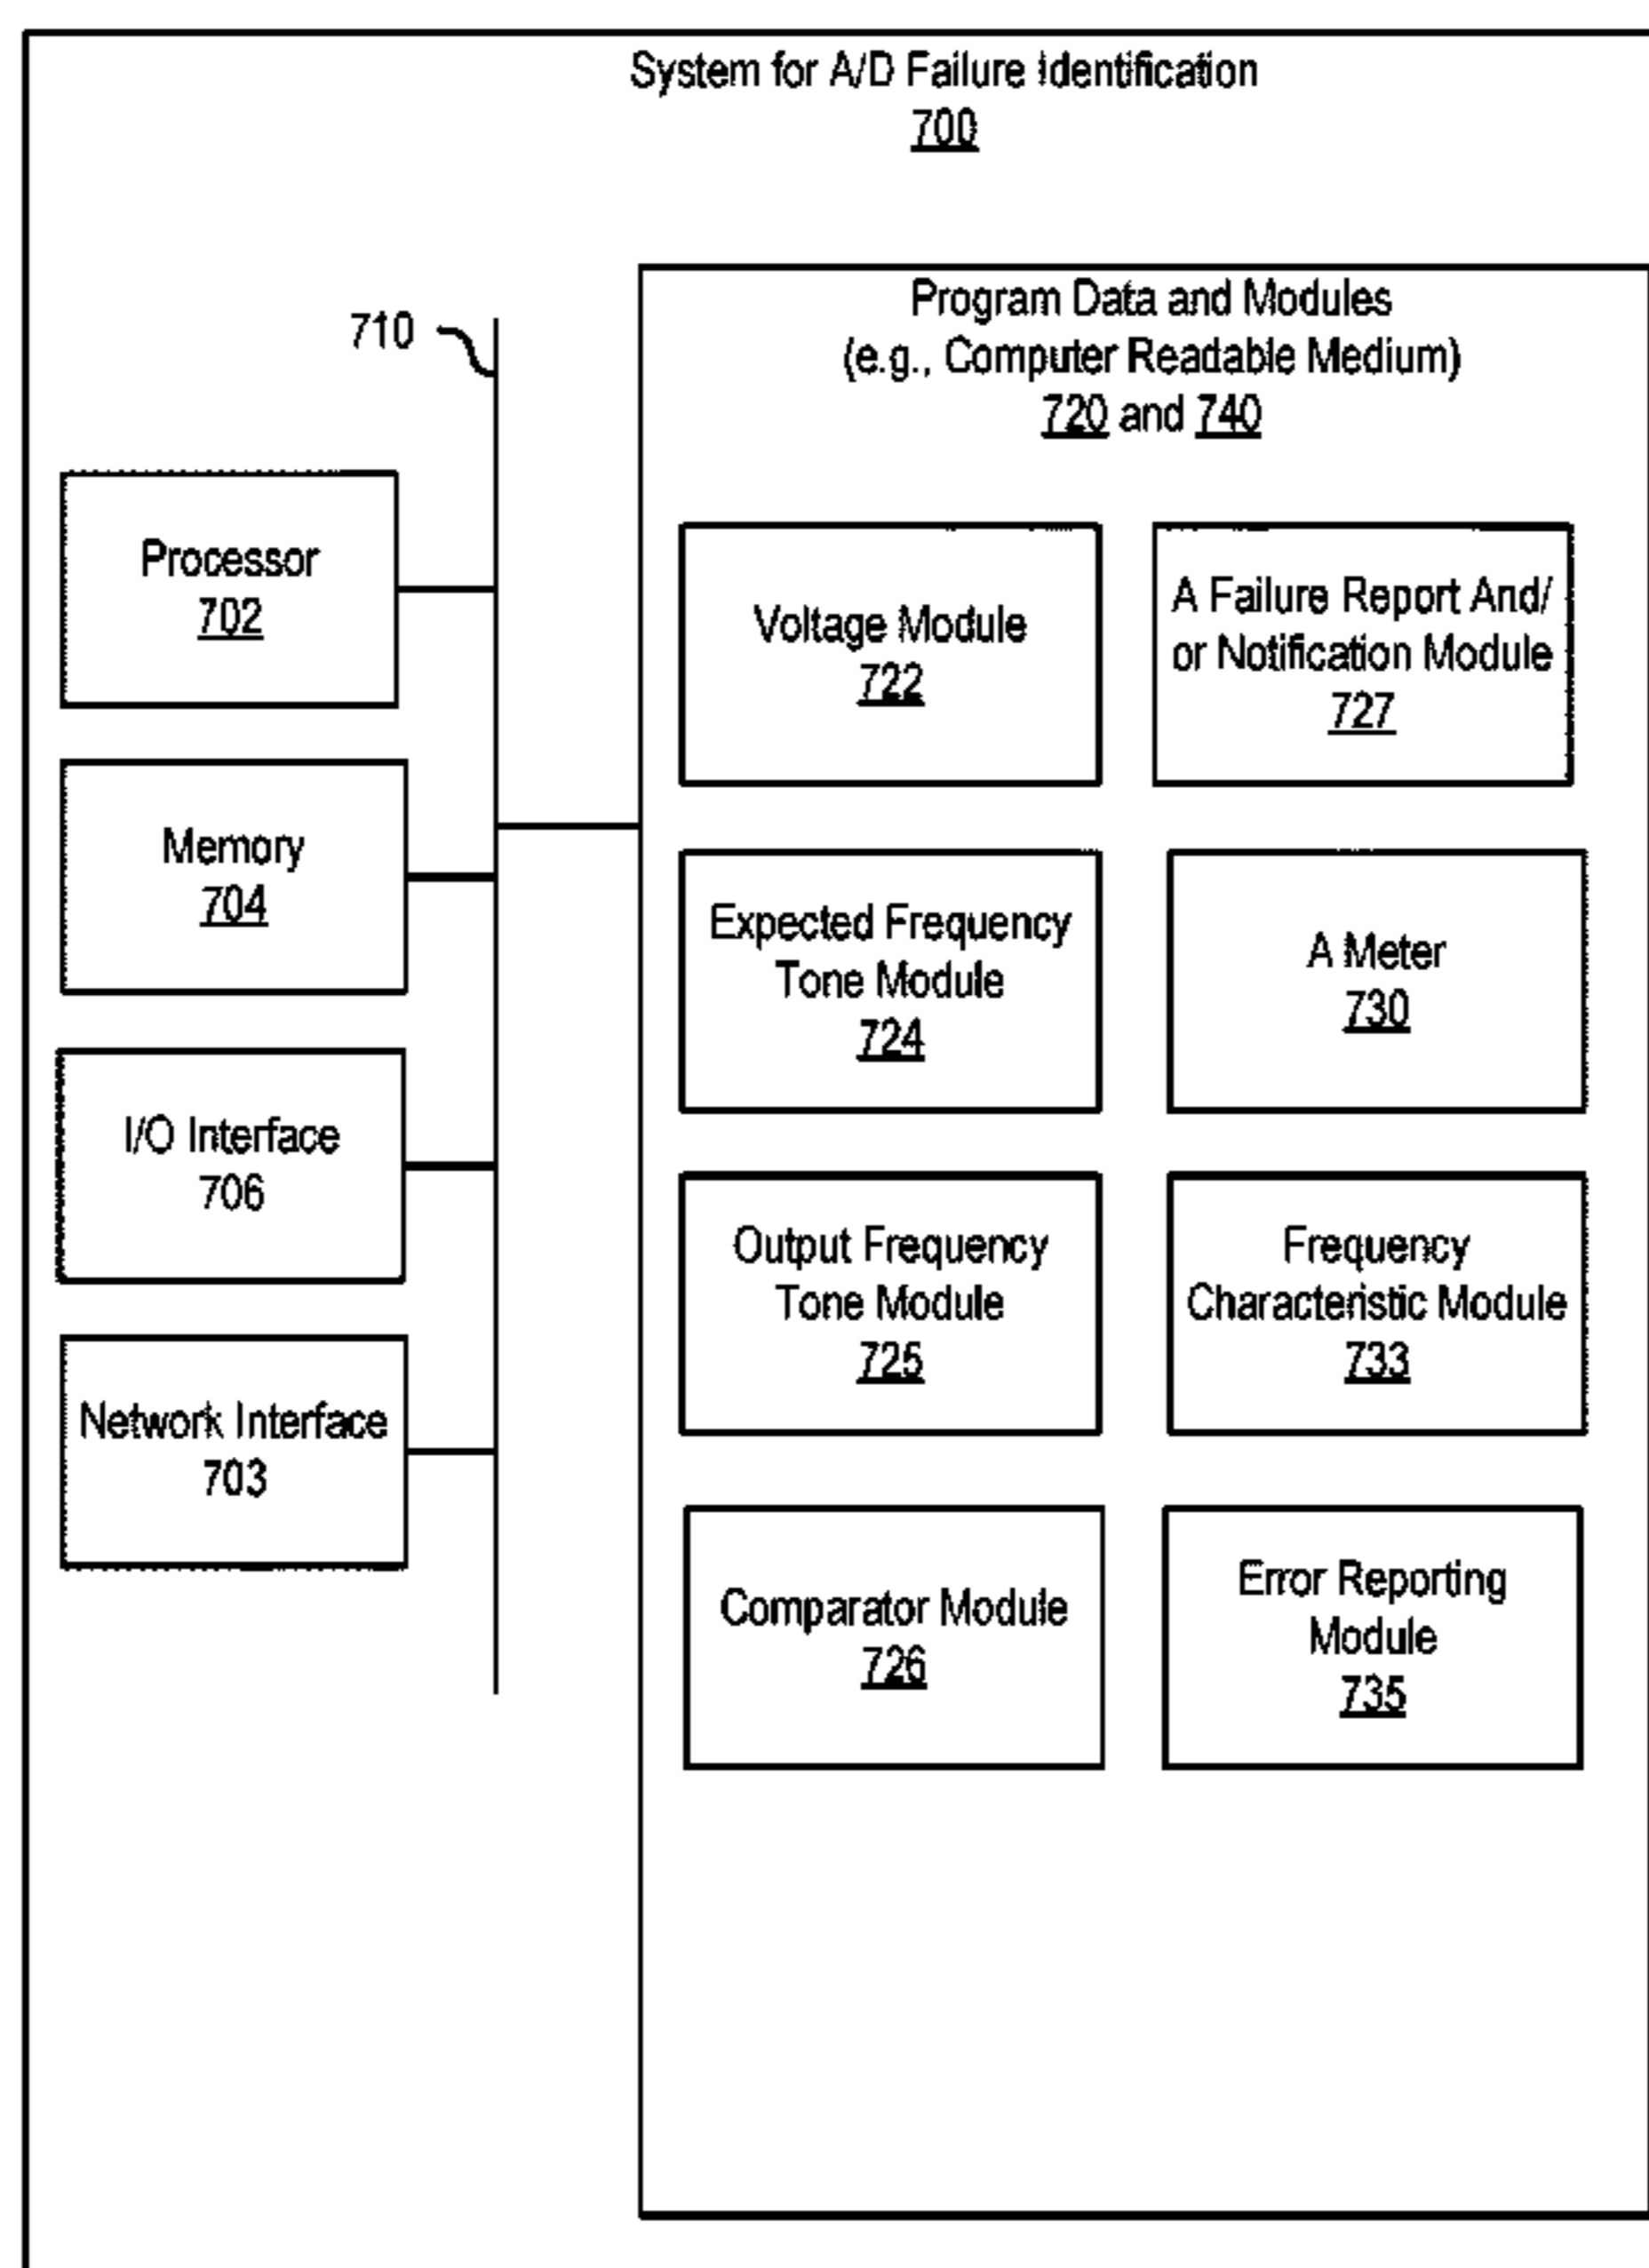 System for A/D Failure Identification
700
710
Processor
702
Memory
704
I/O Interface
706
Network Interface
703
Program Data and Modules
(e.g., Computer Readable Medium)
720 and 740
Voltage Module
722
A Failure Report And/
or Notification Module
727
Expected Frequency
Tone Module
724
A Meter
730
Output Frequency
Tone Module
725
Frequency
Characteristic Module
733
Comparator Module
726
Error Reporting
Module
735